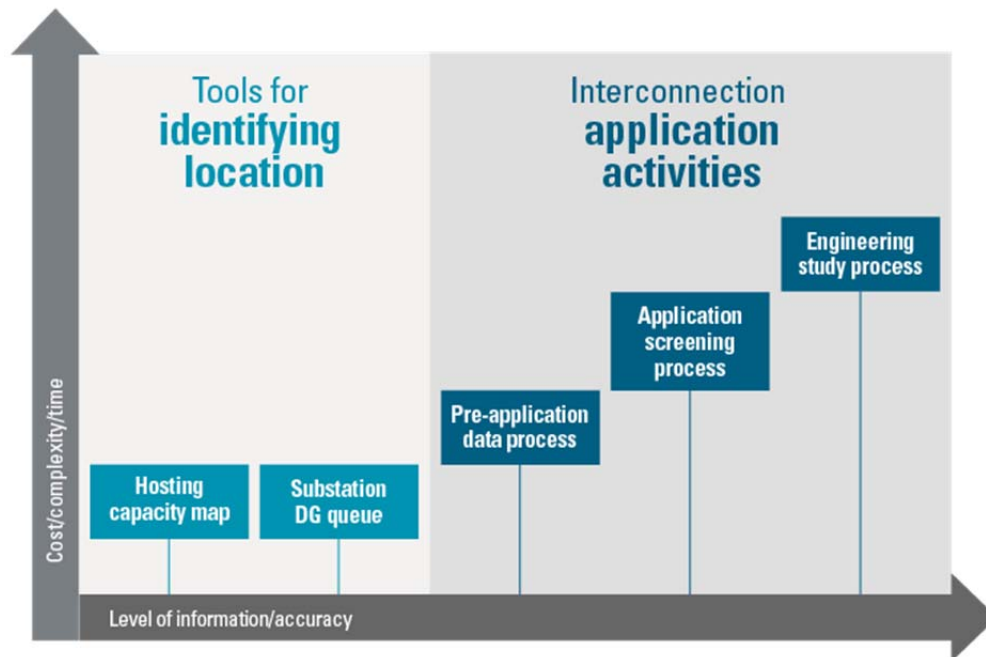 Tools for
identifying
location
Interconnection
application
activities
Engineering
study process
Application
screening
process
Pre-application
data process
Hosting
capacity map
Substation
DG queue
Cost/complexity/time
Level of information/accuracy